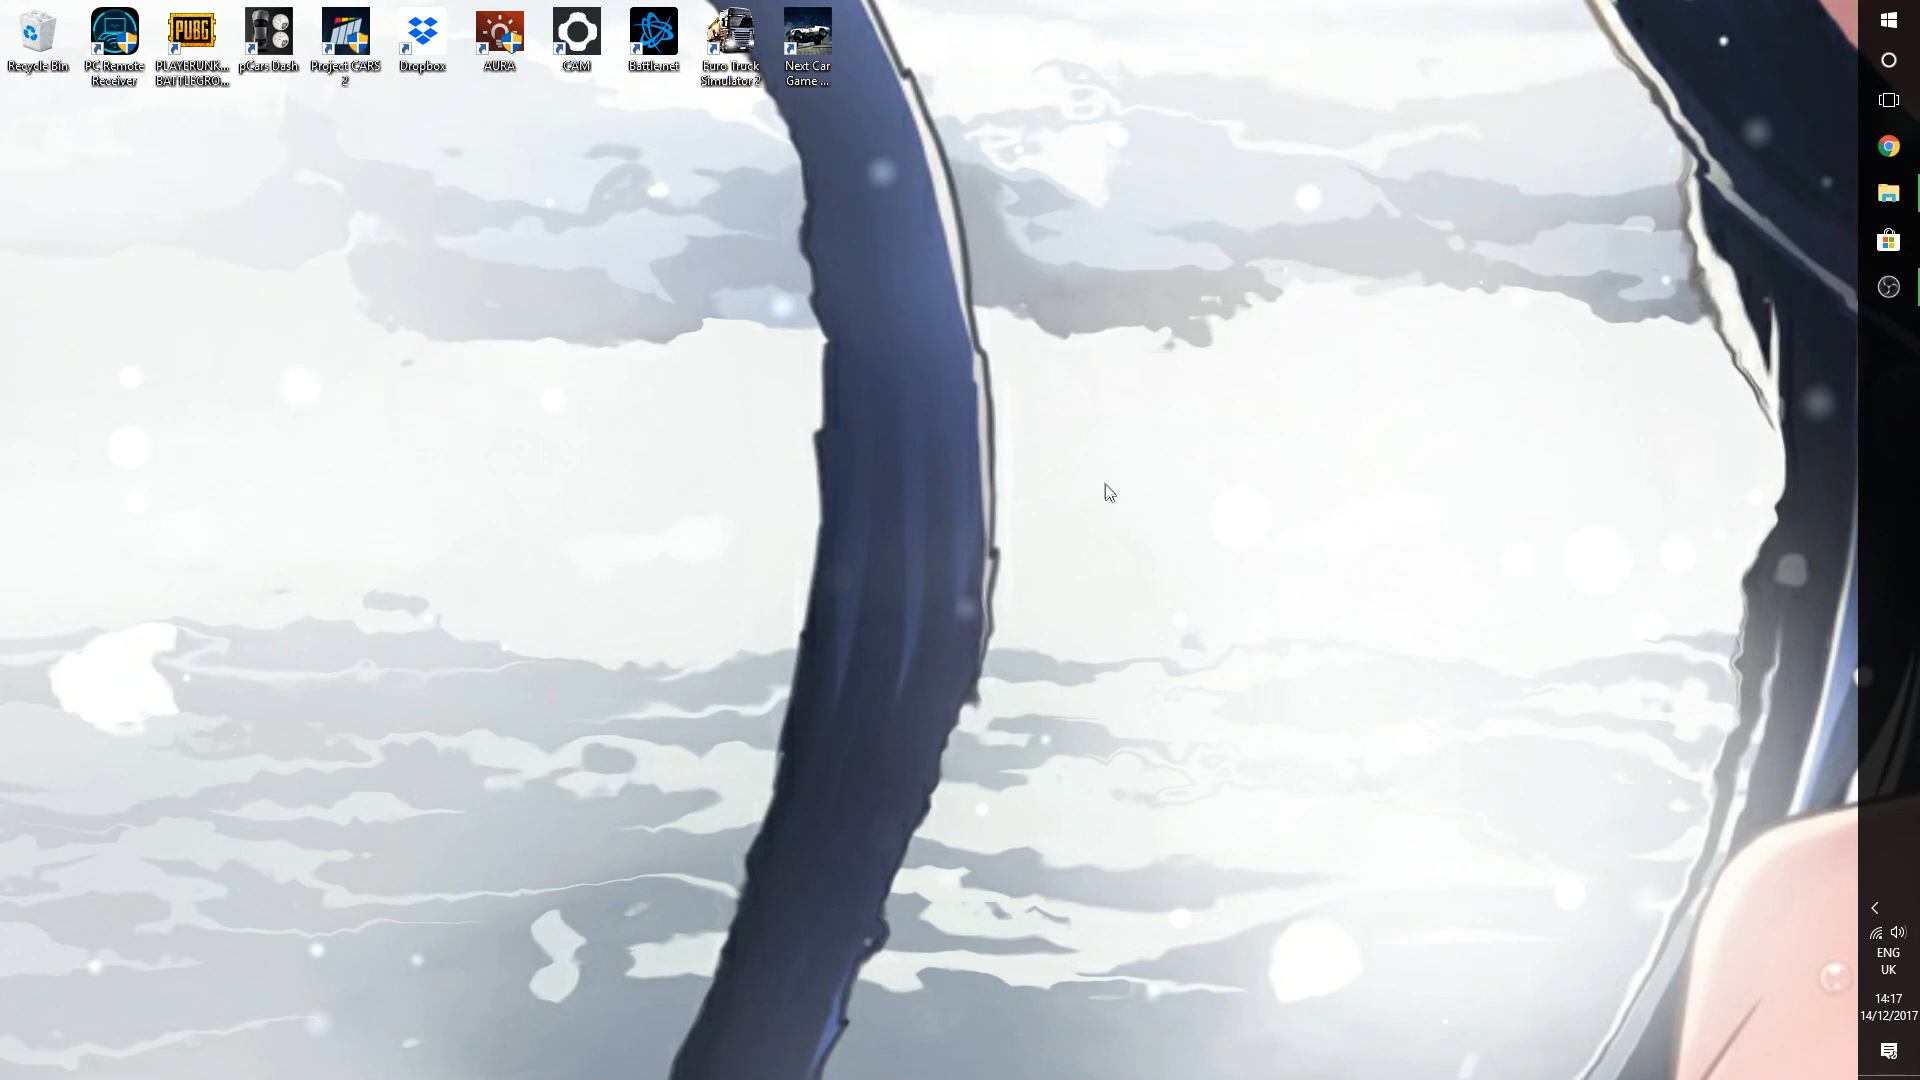 PUBG
Recycle Bin
PC Remote
Receiver
PLAYERUNK...
BATTLEGRO...
pCars Dash
Project CARS
2
Dropbox
AURA
CAM
Battle.net
Euro Truck
Simulator 2
Next Car
Game ...
ENG
UK
14:17
14/12/2017